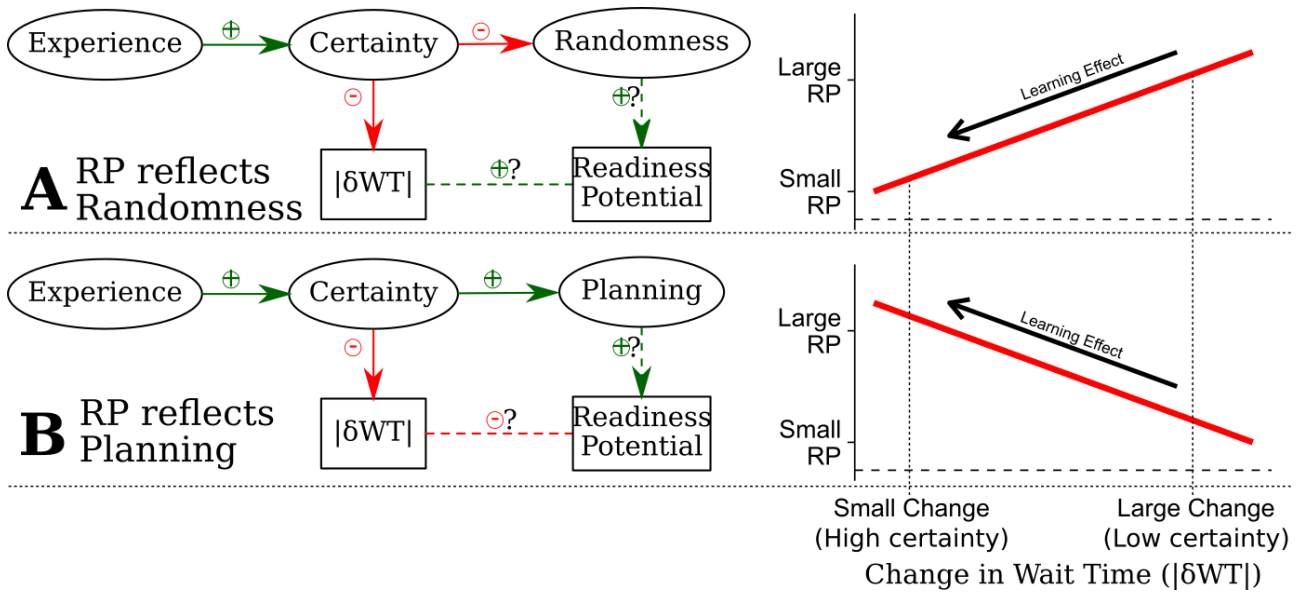 Experience
⊕
Certainty
⊖
Randomness
⊖
⊕?
A
RP reflects
Randomness
|δWT|
⊕?
Readiness
Potential
Large
RP
Small
RP
Learning Effect
Experience
⊕
Certainty
⊕
Planning
⊖
⊕?
B
RP reflects
Planning
|δWT|
⊖?
Readiness
Potential
Large
RP
Small
RP
Learning Effect
Small Change
(High certainty)
Large Change
(Low certainty)
Change in Wait Time (|δWT|)